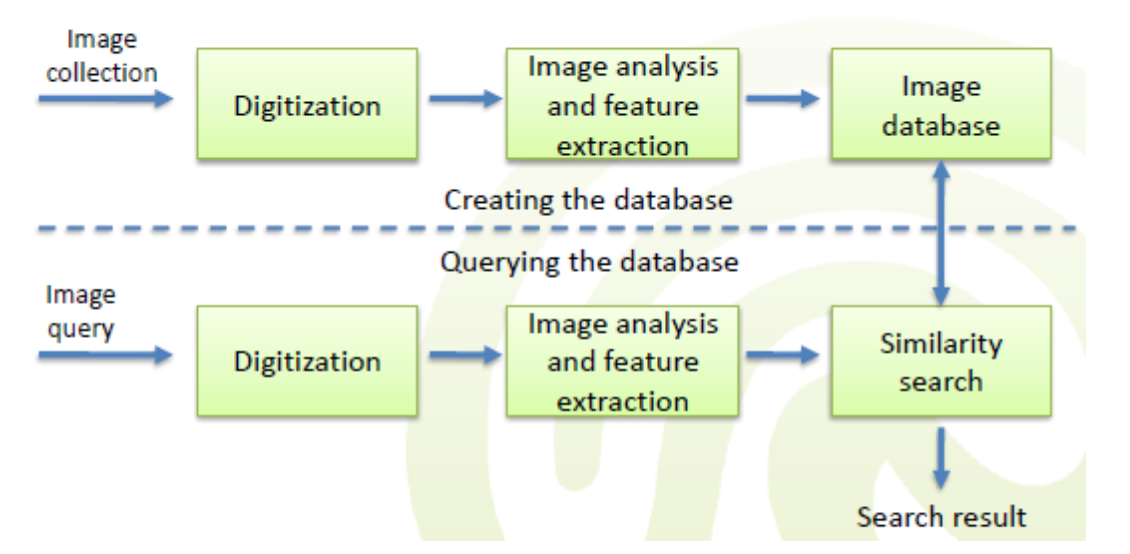 Image
collection
Digitization
Image analysis
and feature
extraction
Image
database
Creating the database
Querying the database
Image
query
Digitization
Image analysis
and feature
extraction
Similarity
search
Search result